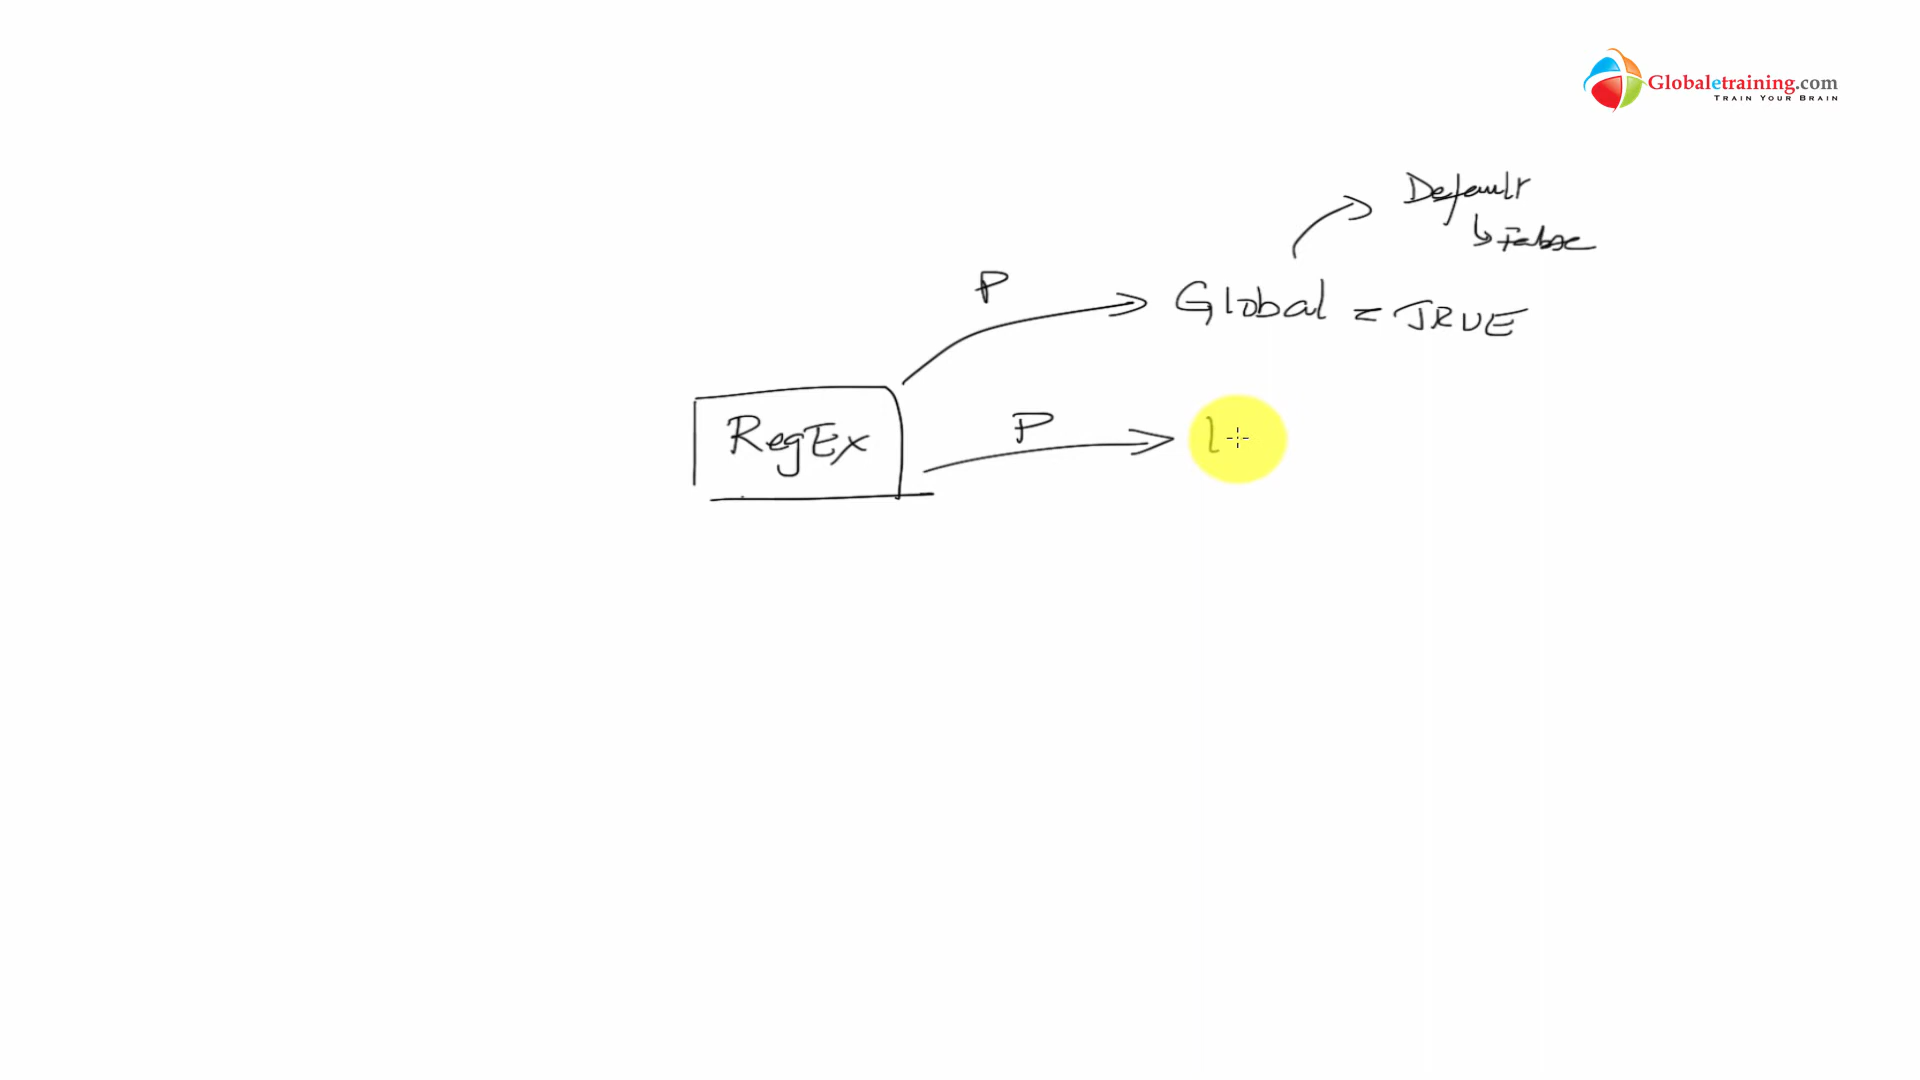 Globaletraining.com
TRAIN YOUR BRAIN
Default
False
P
Global = TRUE
RegEx
P